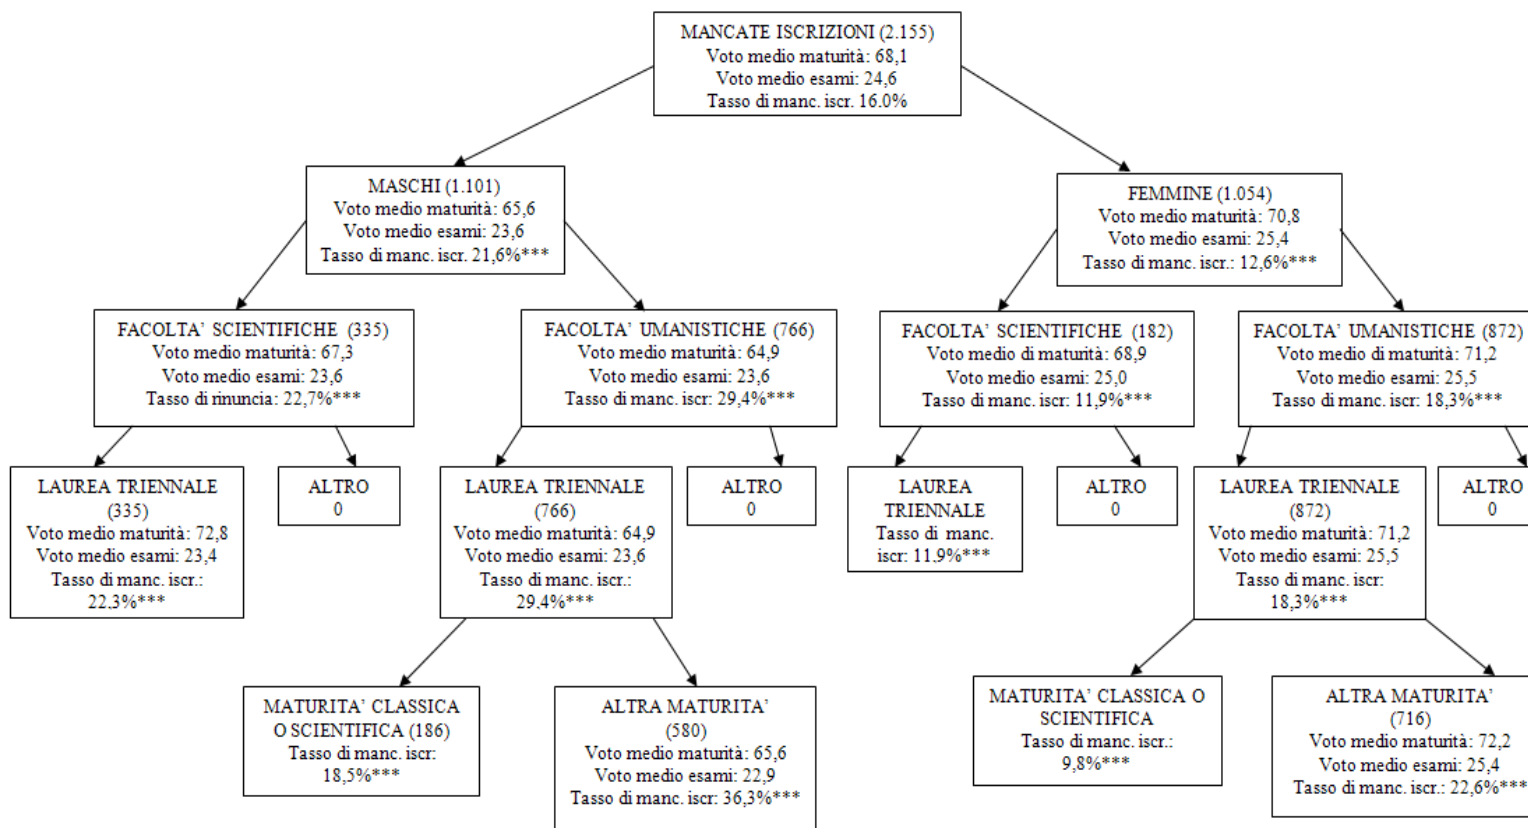 MANCATE ISCRIZIONI (2.155)
Voto medio maturità: 68,1
Voto medio esami: 24,6
Tasso di manc. iscr. 16.0%
MASCHI (1.101)
Voto medio maturità: 65,6
Voto medio esami: 23,6
Tasso di manc. iscr. 21,6%***
FEMMINE (1.054)
Voto medio maturità: 70,8
Voto medio esami: 25,4
Tasso di manc. iscr.: 12,6%***
FACOLTA' SCIENTIFICHE (335)
Voto medio maturità: 67,3
Voto medio esami: 23,6
Tasso di rinuncia: 22,7%***
FACOLTA' UMANISTICHE (766)
Voto medio maturità: 64,9
Voto medio esami: 23,6
Tasso di manc. iscr: 29,4%***
FACOLTA' SCIENTIFICHE (182)
Voto medio di maturità: 68,9
Voto medio esami: 25,0
Tasso di manc. iscr: 11,9%***
FACOLTA' UMANISTICHE (872)
Voto medio di maturità: 71,2
Voto medio esami: 25,5
Tasso di manc. iscr: 18,3%***
LAUREA TRIENNALE
(335)
Voto medio maturità: 72,8
Voto medio esami: 23,4
Tasso di manc. iscr.:
22,3%***
ALTRO
0
LAUREA TRIENNALE
(766)
Voto medio maturità: 64,9
Voto medio esami: 23,6
Tasso di manc. iscr.:
29,4%***
ALTRO
0
LAUREA
TRIENNALE
Tasso di manc.
iscr: 11,9%***
ALTRO
0
LAUREA TRIENNALE
(872)
Voto medio maturità: 71,2
Voto medio esami: 25,5
Tasso di manc. iscr:
18,3%***
ALTRO
0
MATURITA' CLASSICA
O SCIENTIFICA (186)
Tasso di manc. iscr:
18,5%***
ALTRA MATURITA'
(580)
Voto medio maturità: 65,6
Voto medio esami: 22,9
Tasso di manc. iscr: 36,3%***
MATURITA' CLASSICA O
SCIENTIFICA
Tasso di manc. iscr.:
9,8%***
ALTRA MATURITA'
(716)
Voto medio maturità: 72,2
Voto medio esami: 25,4
Tasso di manc. iscr.: 22,6%***